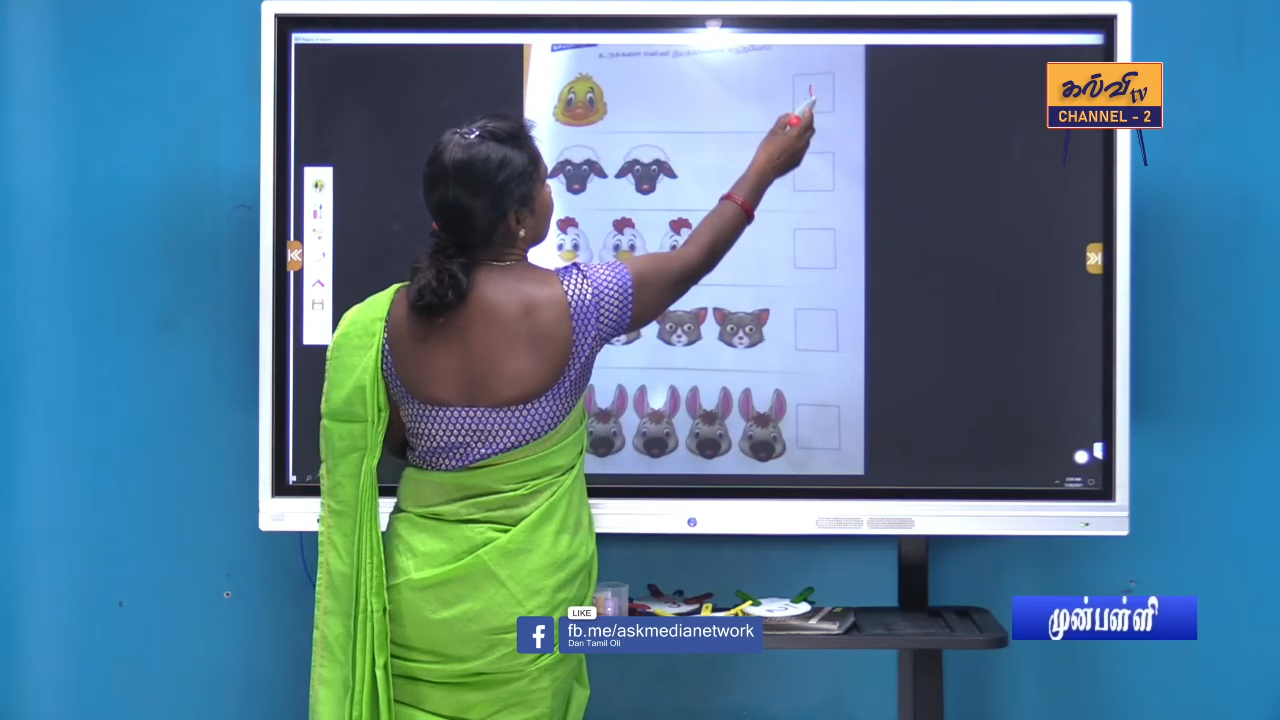 கல்வி tv
CHANNEL - 2
முன்பள்ளி
LIKE
fb.me/askmedianetwork
Dan Tamil Oli